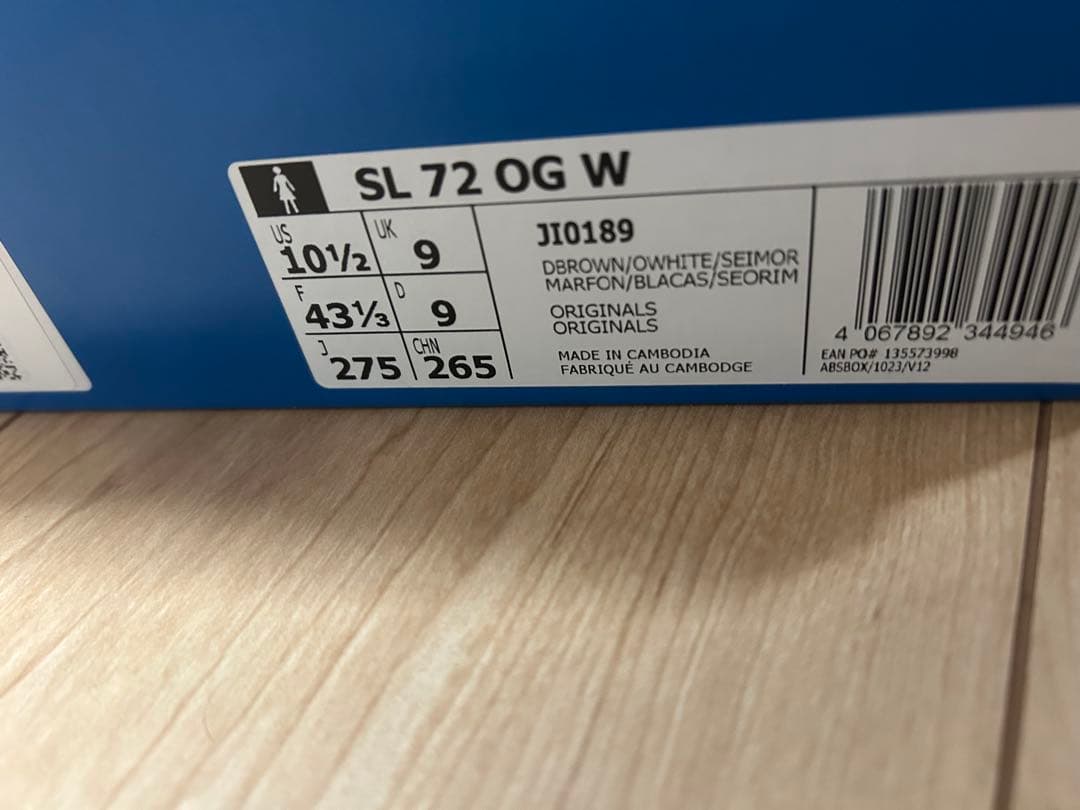 SL 72 OG W
US 10½ UK 9
F 43⅓ D 9
J 275 CHN 265
JI0189
DBROWN/OWHITE/SEIMOR
MARFON/BLACAS/SEORIM
ORIGINALS
ORIGINALS
MADE IN CAMBODIA
FABRIQUÉ AU CAMBODGE
4 067892 344946
EAN PO# 135573998
ABSBOX/1023/V12